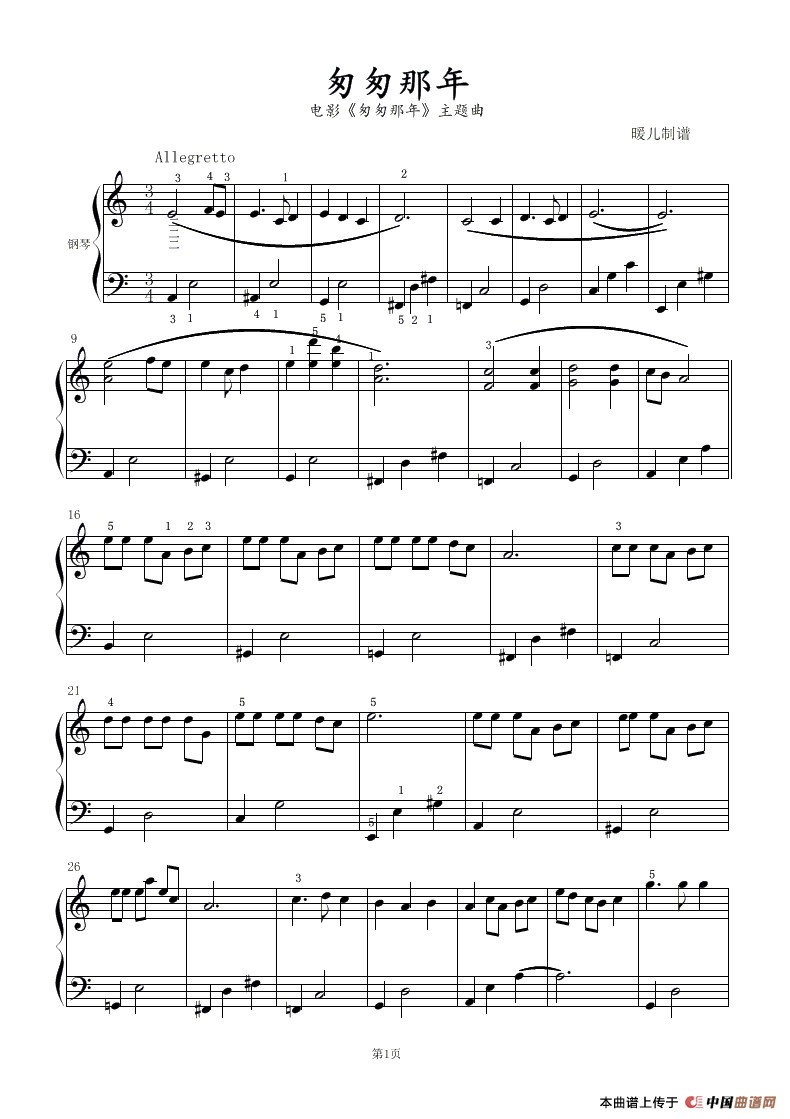 匆匆那年
电影《匆匆那年》主题曲
暖儿制谱
Allegretto
3 4 3 1 2
3
4
钢琴
3
4
3 1 4 1 5 1 5 2 1
9
1 5 4 1 3
16
5 1 2 3 3
21
4 5 5
5 1 2
26
3 5
第1页
本曲谱上传于 中国曲谱网